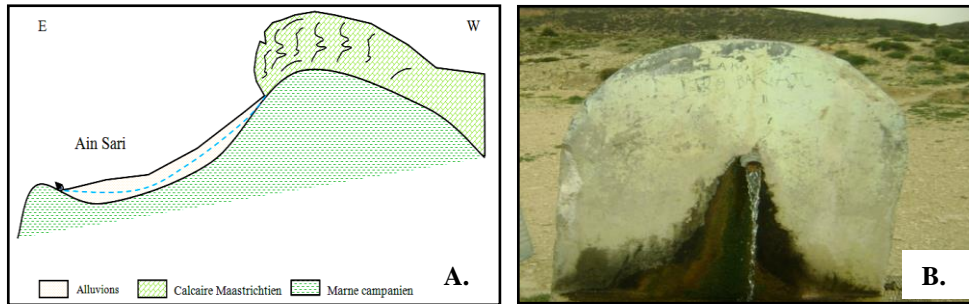 E
W
Ain Sari
Alluvions
Calcaire Maastrichtien
Marne campanien
A.
B.